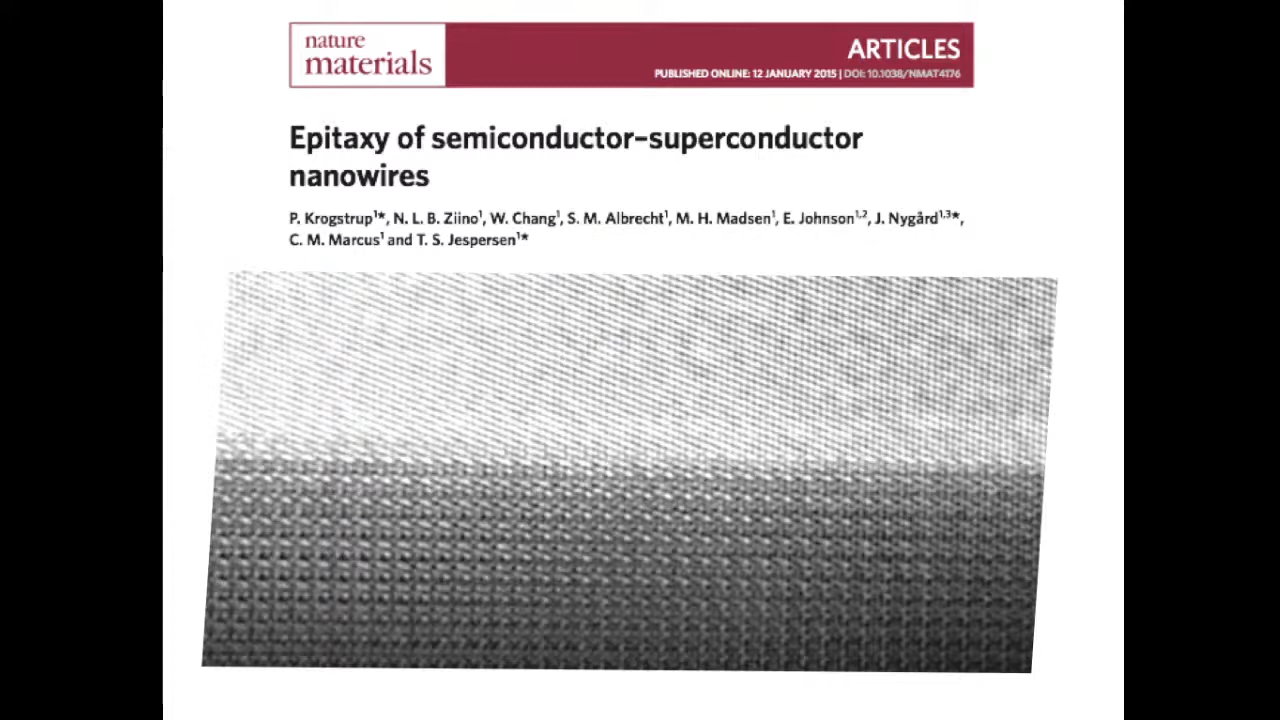 nature
materials
ARTICLES
PUBLISHED ONLINE: 12 JANUARY 2015 | DOI: 10.1038/NMAT4176
Epitaxy of semiconductor–superconductor
nanowires
P. Krogstrup¹*, N. L. B. Ziino¹, W. Chang¹, S. M. Albrecht¹, M. H. Madsen¹, E. Johnson¹,², J. Nygård¹,³*,
C. M. Marcus¹ and T. S. Jespersen¹*